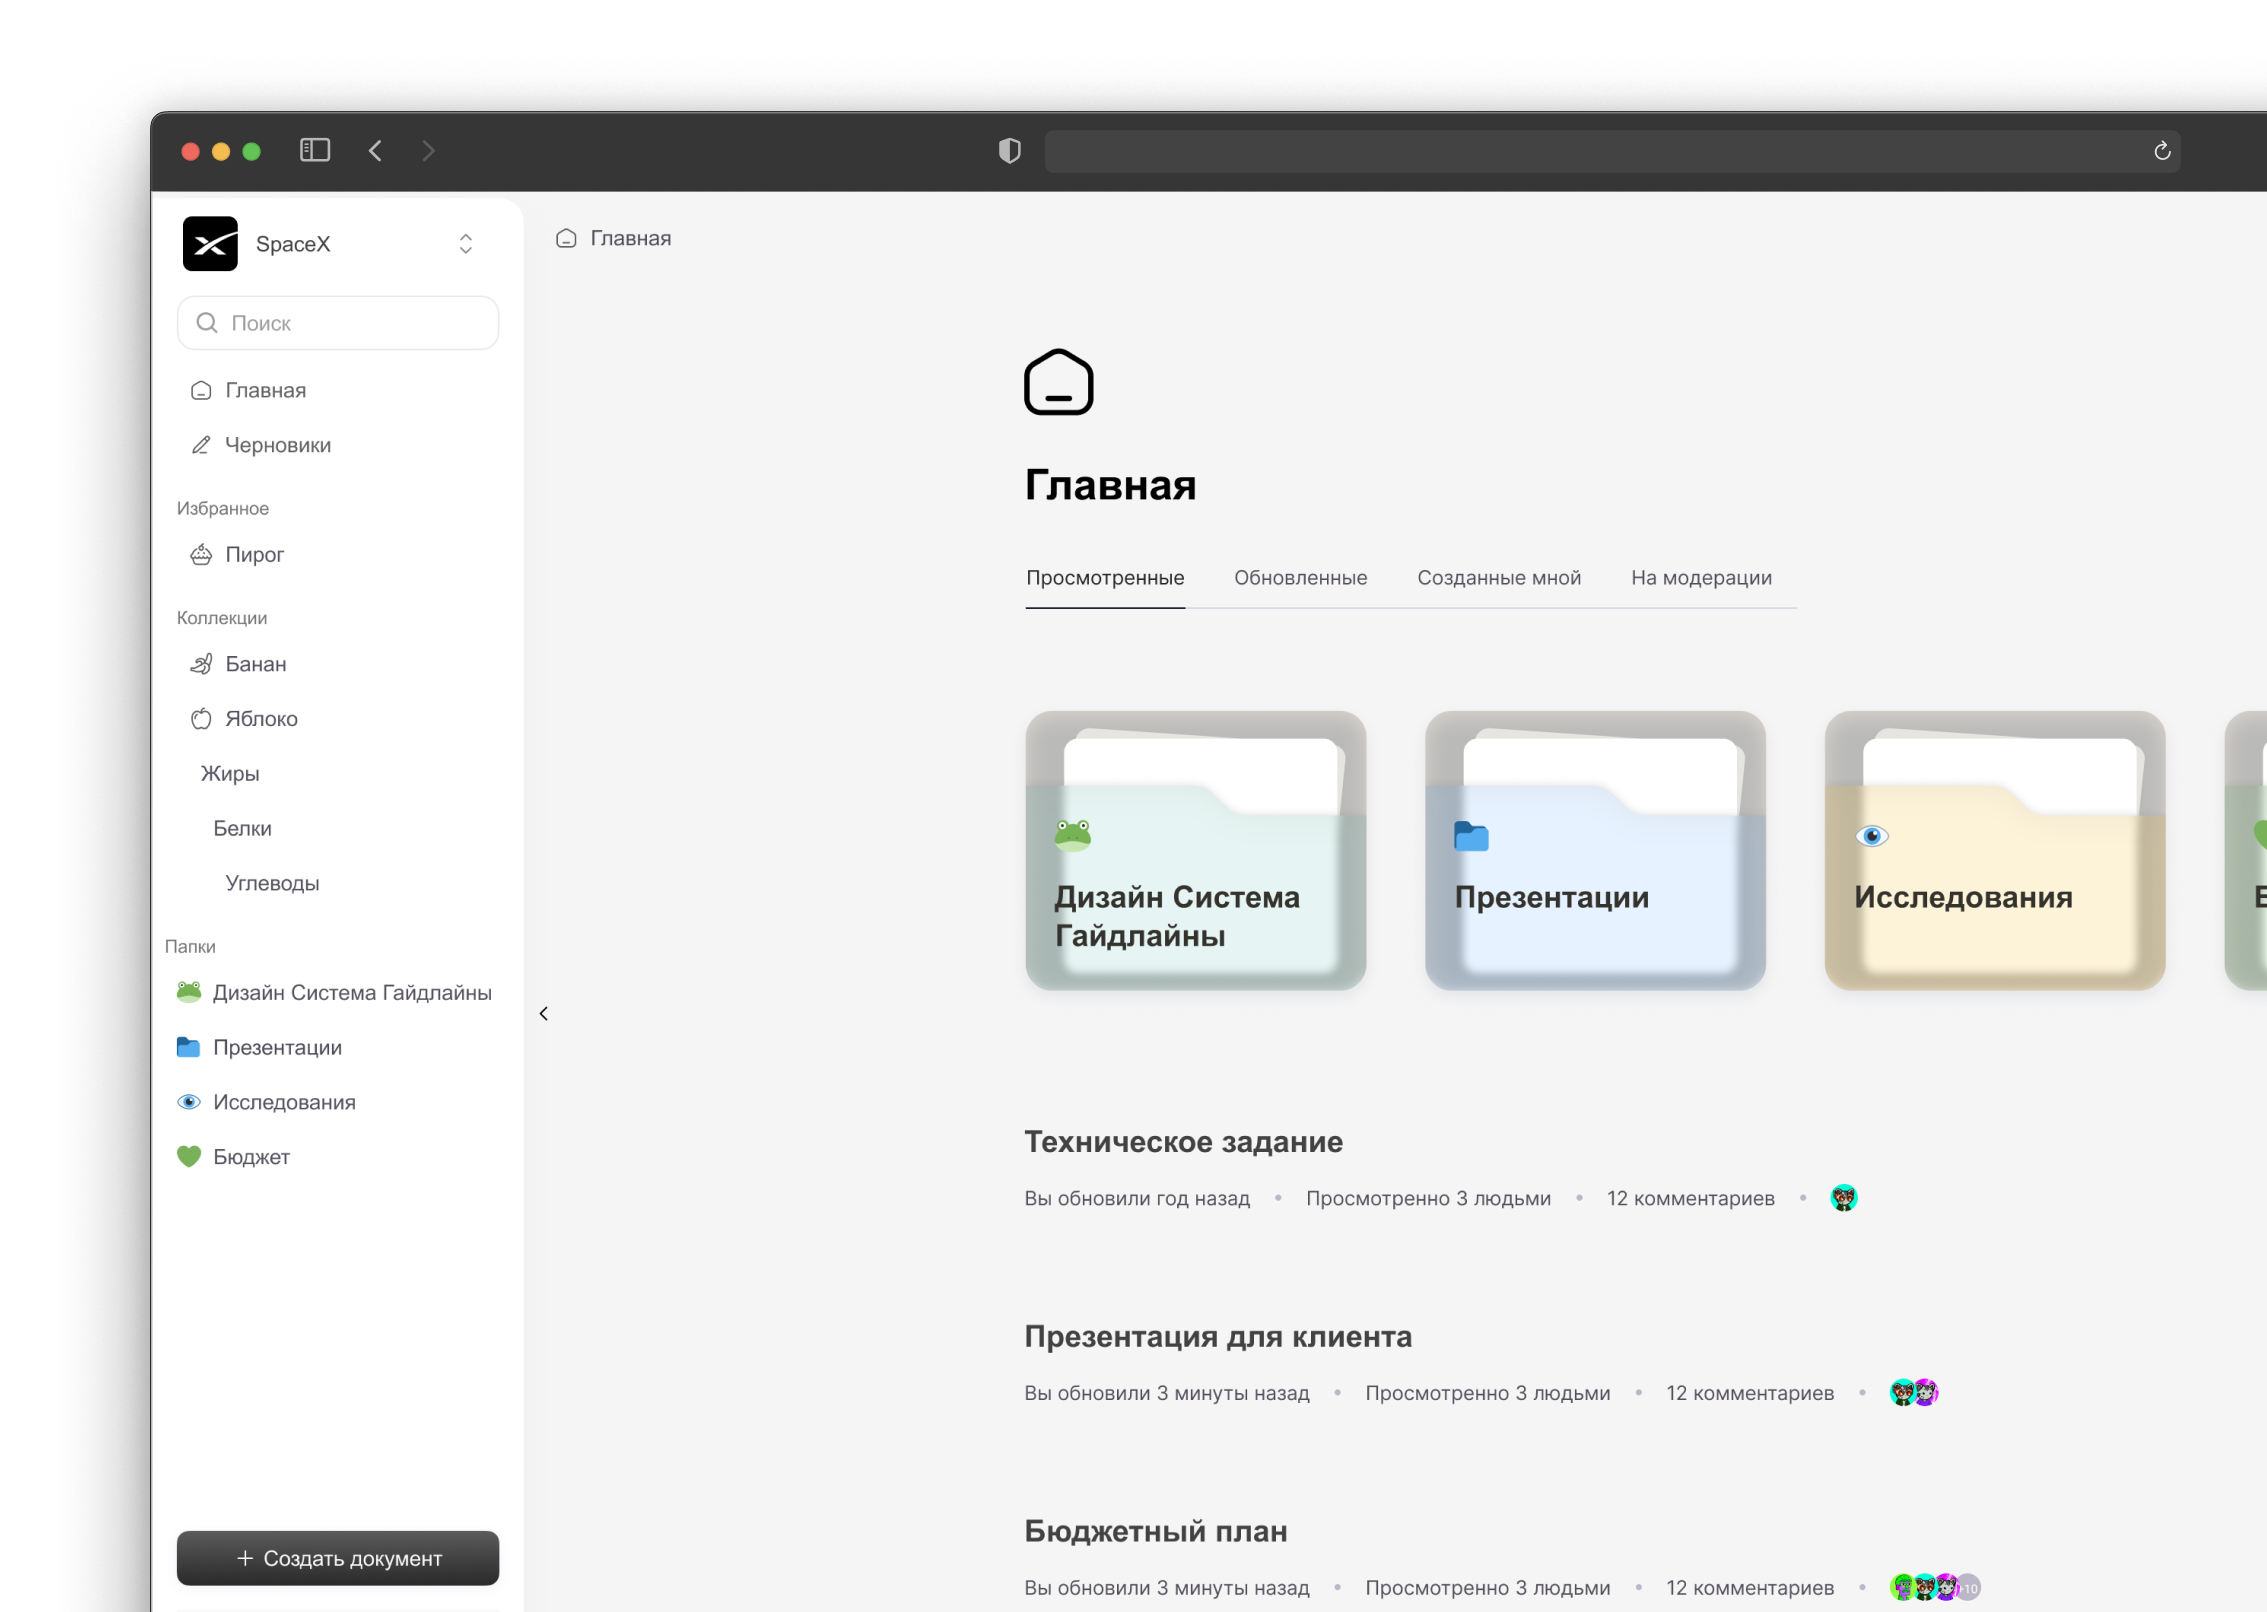 SpaceX
Поиск
Главная
Черновики
Избранное
Пирог
Коллекции
Банан
Яблоко
Жиры
Белки
Углеводы
Папки
Дизайн Система Гайдлайны
Презентации
Исследования
Бюджет
Создать документ
Главная
Главная
Просмотренные Обновленные Созданные мной На модерации
Дизайн Система
Гайдлайны
Презентации
Исследования
Техническое задание
Вы обновили год назад • Просмотренно 3 людьми • 12 комментариев •
Презентация для клиента
Вы обновили 3 минуты назад • Просмотренно 3 людьми • 12 комментариев •
Бюджетный план
Вы обновили 3 минуты назад • Просмотренно 3 людьми • 12 комментариев • +10